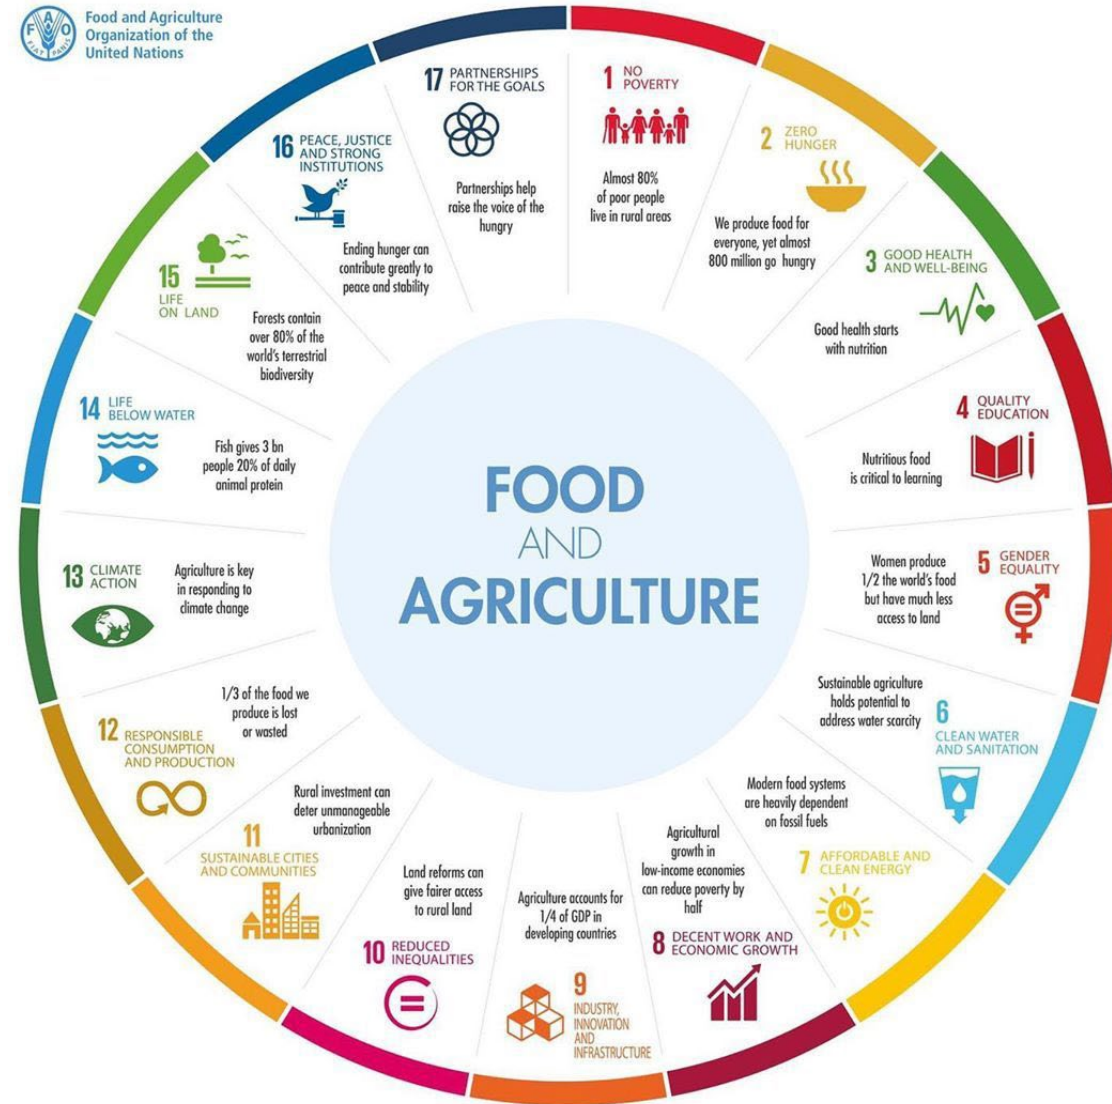 Food and Agriculture
Organization of the
United Nations
F A O
FIAT PANIS
1 NO
POVERTY
Almost 80%
of poor people
live in rural areas
2 ZERO
HUNGER
We produce food for
everyone, yet almost
800 million go hungry
3 GOOD HEALTH
AND WELL-BEING
Good health starts
with nutrition
4 QUALITY
EDUCATION
Nutritious food
is critical to learning
5 GENDER
EQUALITY
Women produce
1/2 the world's food
but have much less
access to land
6
CLEAN WATER
AND SANITATION
Sustainable agriculture
holds potential to
address water scarcity
7 AFFORDABLE AND
CLEAN ENERGY
Modern food systems
are heavily dependent
on fossil fuels
8 DECENT WORK AND
ECONOMIC GROWTH
Agricultural
growth in
low-income economies
can reduce poverty by
half
9
INDUSTRY,
INNOVATION
AND
INFRASTRUCTURE
Agriculture accounts for
1/4 of GDP in
developing countries
10 REDUCED
INEQUALITIES
Land reforms can
give fairer access
to rural land
11
SUSTAINABLE CITIES
AND COMMUNITIES
Rural investment can
deter unmanageable
urbanization
12 RESPONSIBLE
CONSUMPTION
AND PRODUCTION
1/3 of the food we
produce is lost
or wasted
13 CLIMATE
ACTION
Agriculture is key
in responding to
climate change
14 LIFE
BELOW WATER
Fish gives 3 bn
people 20% of daily
animal protein
15
LIFE
ON LAND
Forests contain
over 80% of the
world's terrestrial
biodiversity
16 PEACE, JUSTICE
AND STRONG
INSTITUTIONS
Ending hunger can
contribute greatly to
peace and stability
17 PARTNERSHIPS
FOR THE GOALS
Partnerships help
raise the voice of the
hungry
FOOD
AND
AGRICULTURE